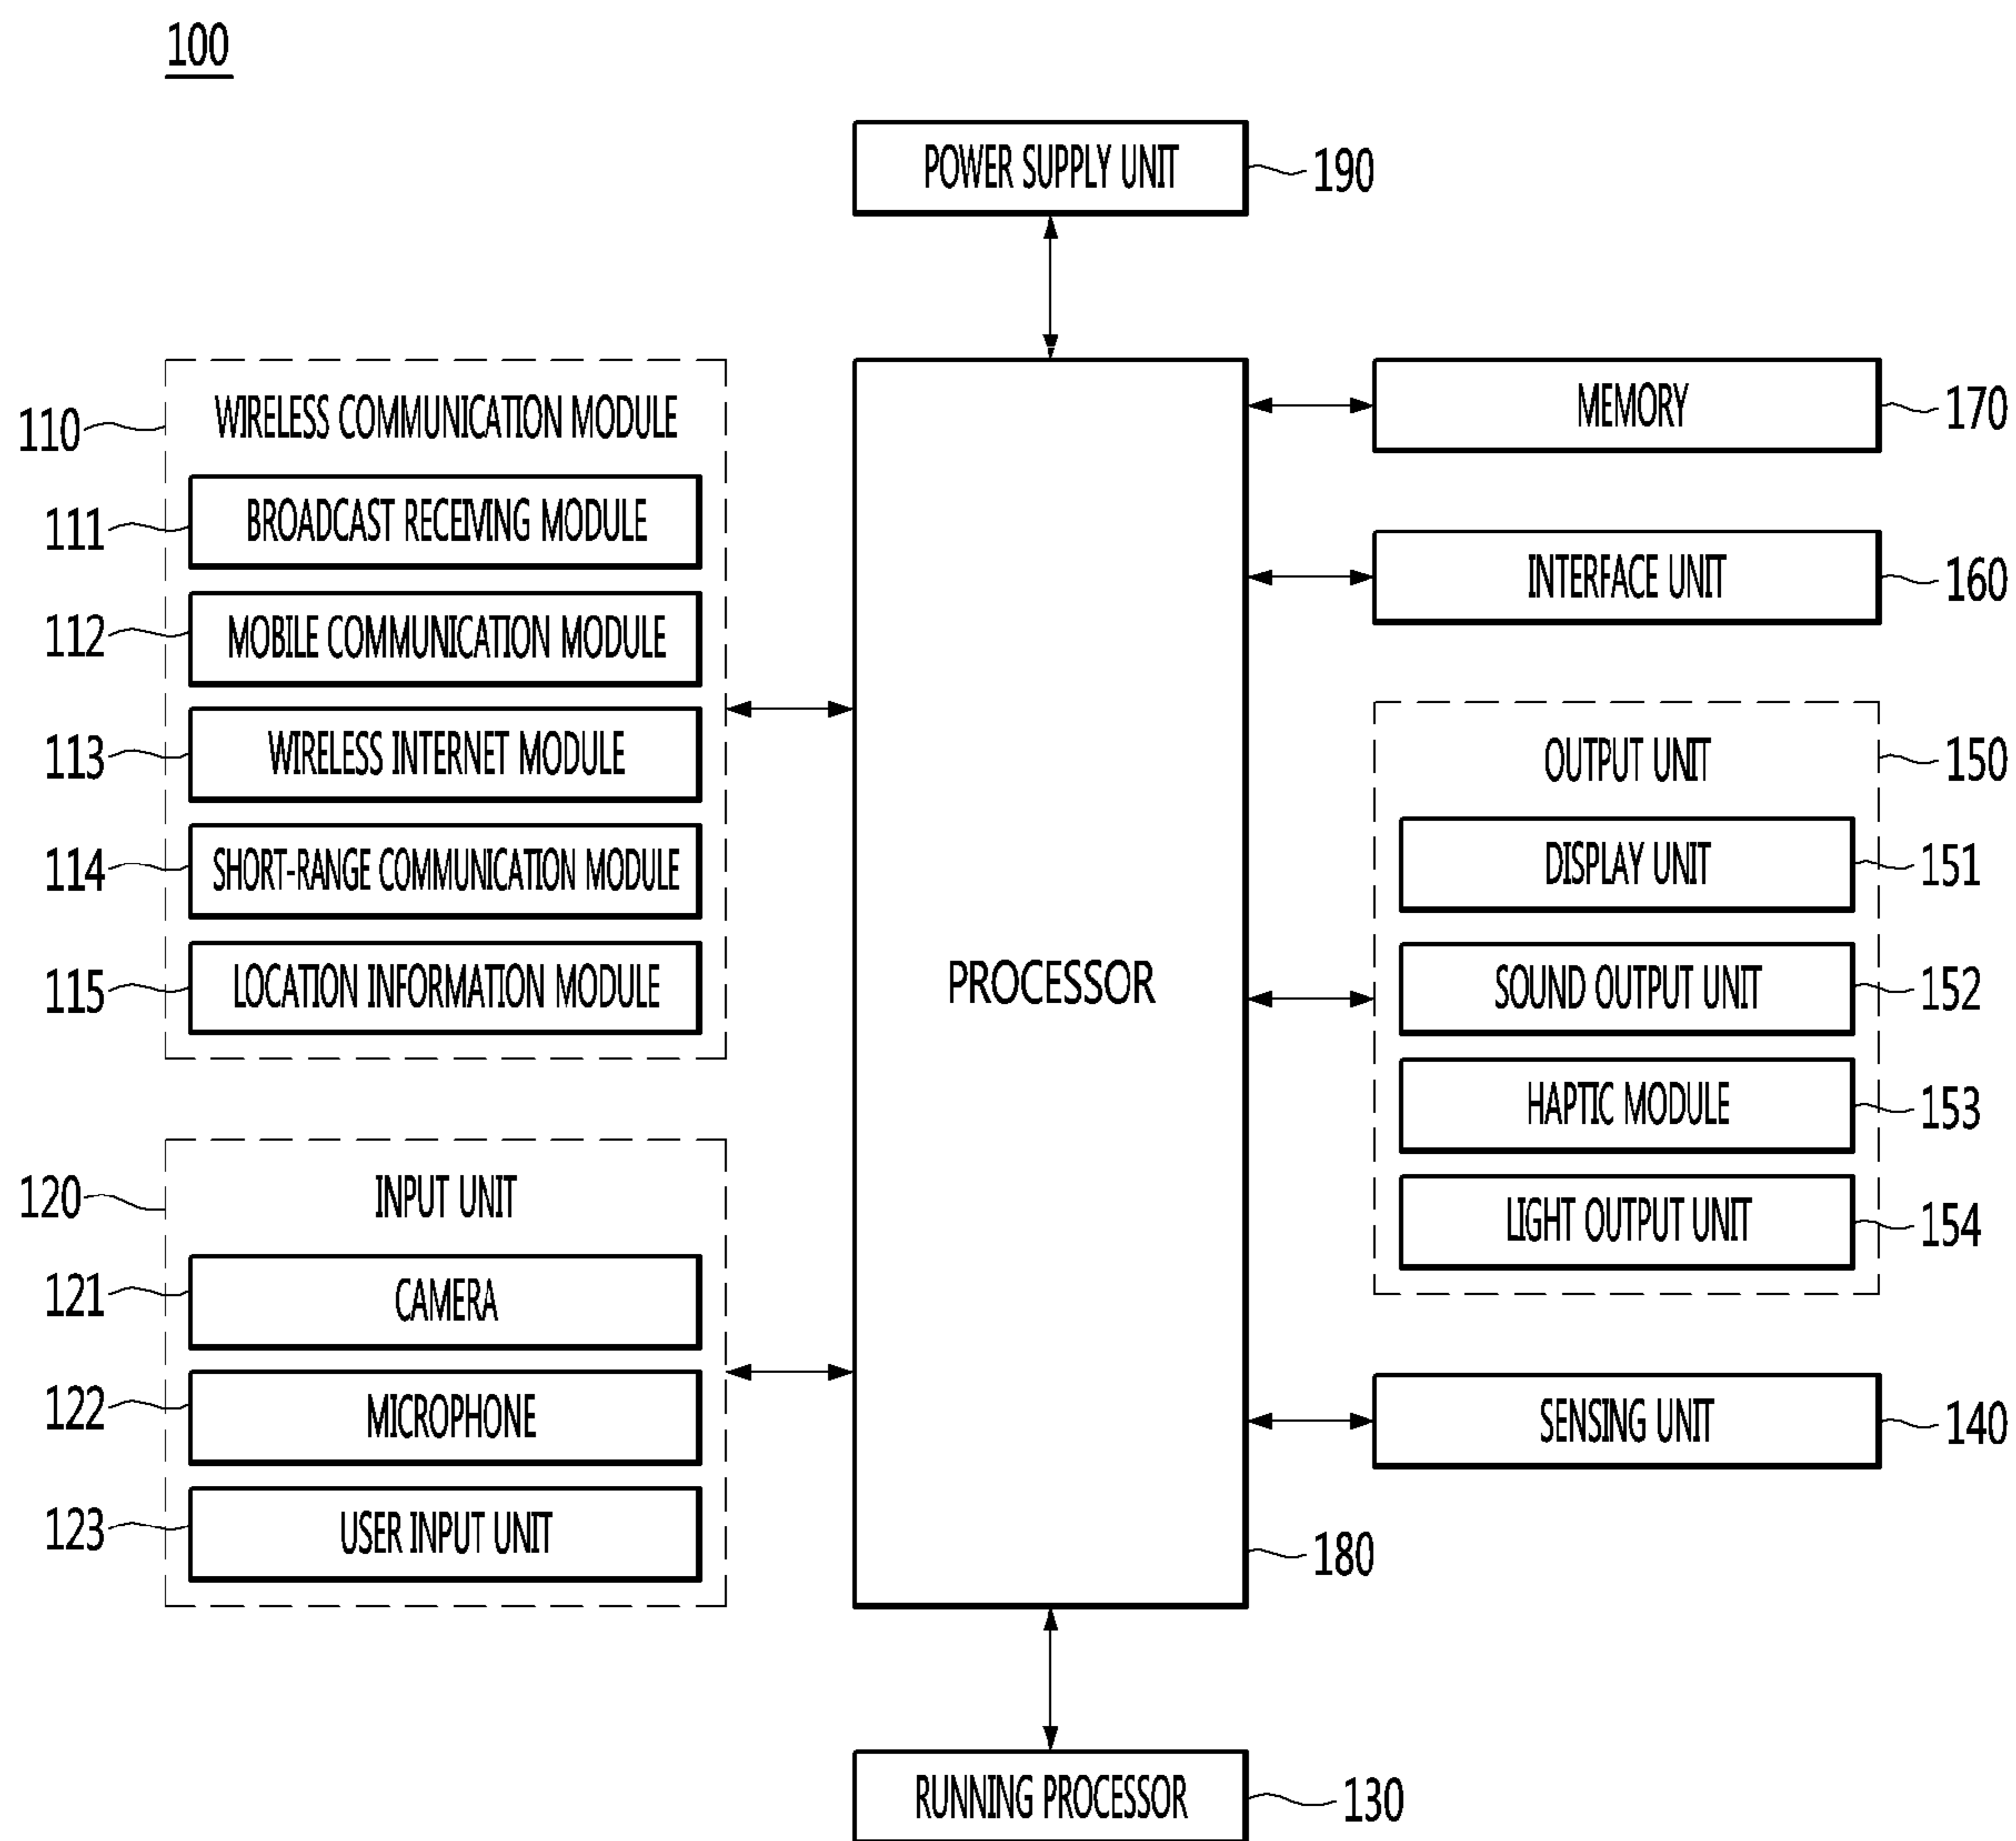 100
POWER SUPPLY UNIT
190
110
WIRELESS COMMUNICATION MODULE
111
BROADCAST RECEIVING MODULE
112
MOBILE COMMUNICATION MODULE
113
WIRELESS INTERNET MODULE
114
SHORT-RANGE COMMUNICATION MODULE
115
LOCATION INFORMATION MODULE
120
INPUT UNIT
121
CAMERA
122
MICROPHONE
123
USER INPUT UNIT
PROCESSOR
180
MEMORY
170
INTERFACE UNIT
160
OUTPUT UNIT
150
DISPLAY UNIT
151
SOUND OUTPUT UNIT
152
HAPTIC MODULE
153
LIGHT OUTPUT UNIT
154
SENSING UNIT
140
RUNNING PROCESSOR
130